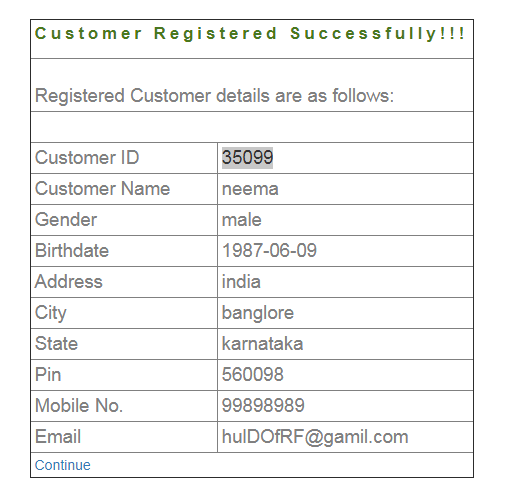 Customer Registered Successfully!!!
Registered Customer details are as follows:
Customer ID 35099
Customer Name neema
Gender male
Birthdate 1987-06-09
Address india
City banglore
State karnataka
Pin 560098
Mobile No. 99898989
Email hulDOfRF@gamil.com
Continue